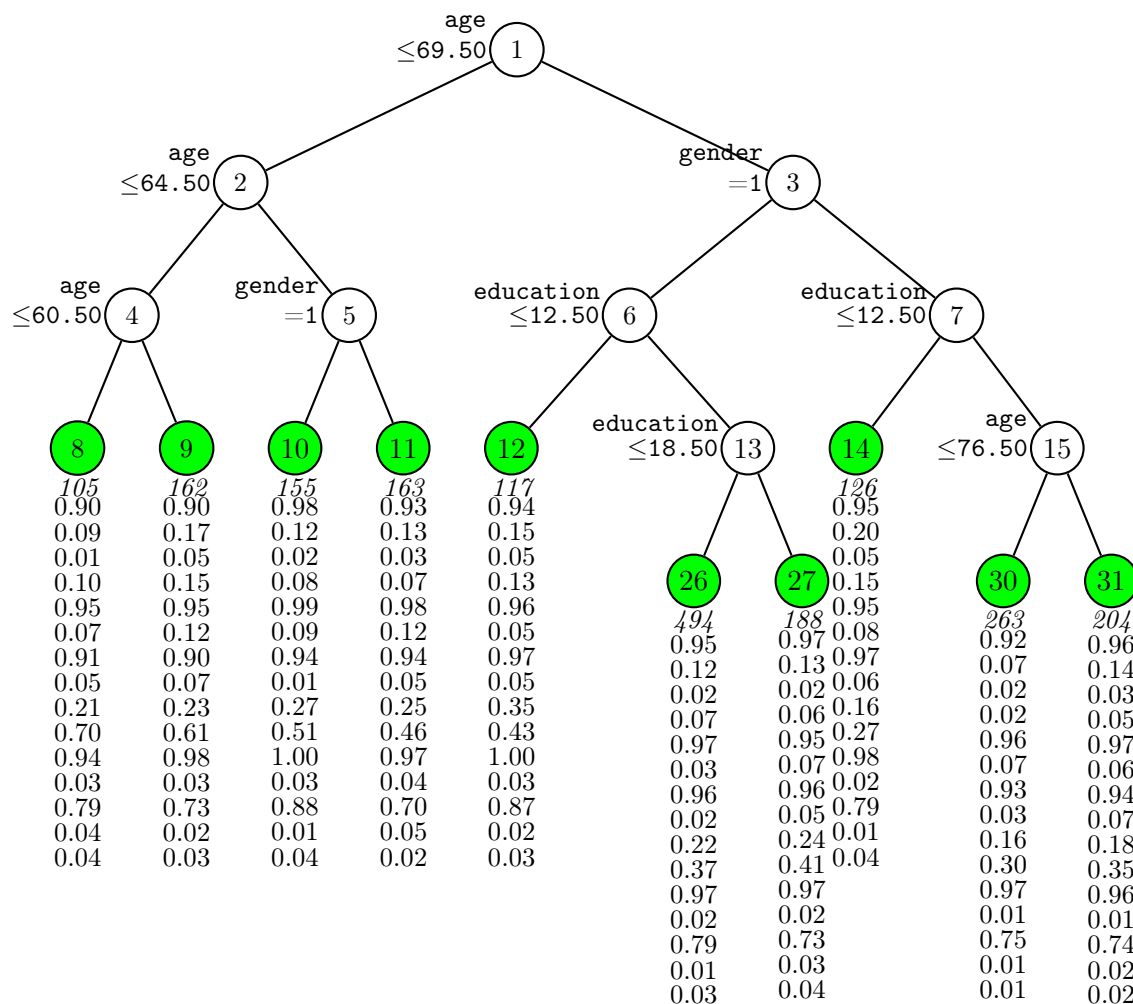 age
≤69.50 1
age
≤64.50 2
gender
=1 3
age
≤60.50 4
gender
=1 5
education
≤12.50 6
education
≤12.50 7
8 9 10 11 12
education
≤18.50 13
14
age
≤76.50 15
105 162 155 163 117 126
0.90 0.90 0.98 0.93 0.94 0.95
0.09 0.17 0.12 0.13 0.15 0.20
0.01 0.05 0.02 0.03 0.05 0.05
0.10 0.15 0.08 0.07 0.13 0.15
0.95 0.95 0.99 0.98 0.96 0.95
0.07 0.12 0.09 0.12 0.05 0.08
0.91 0.90 0.94 0.94 0.97 0.97
0.05 0.07 0.01 0.05 0.05 0.06
0.21 0.23 0.27 0.25 0.35 0.16
0.70 0.61 0.51 0.46 0.43 0.27
0.94 0.98 1.00 0.97 1.00 0.98
0.03 0.03 0.03 0.04 0.03 0.02
0.79 0.73 0.88 0.70 0.87 0.79
0.04 0.02 0.01 0.05 0.02 0.01
0.04 0.03 0.04 0.02 0.03 0.04
26 27 30 31
494 188 263 204
0.95 0.97 0.92 0.96
0.12 0.13 0.07 0.14
0.02 0.02 0.02 0.03
0.07 0.06 0.02 0.05
0.97 0.95 0.96 0.97
0.03 0.07 0.07 0.06
0.96 0.96 0.93 0.94
0.02 0.05 0.03 0.07
0.22 0.24 0.16 0.18
0.37 0.41 0.30 0.35
0.97 0.97 0.97 0.96
0.02 0.02 0.01 0.01
0.79 0.73 0.75 0.74
0.01 0.03 0.01 0.02
0.03 0.04 0.01 0.02